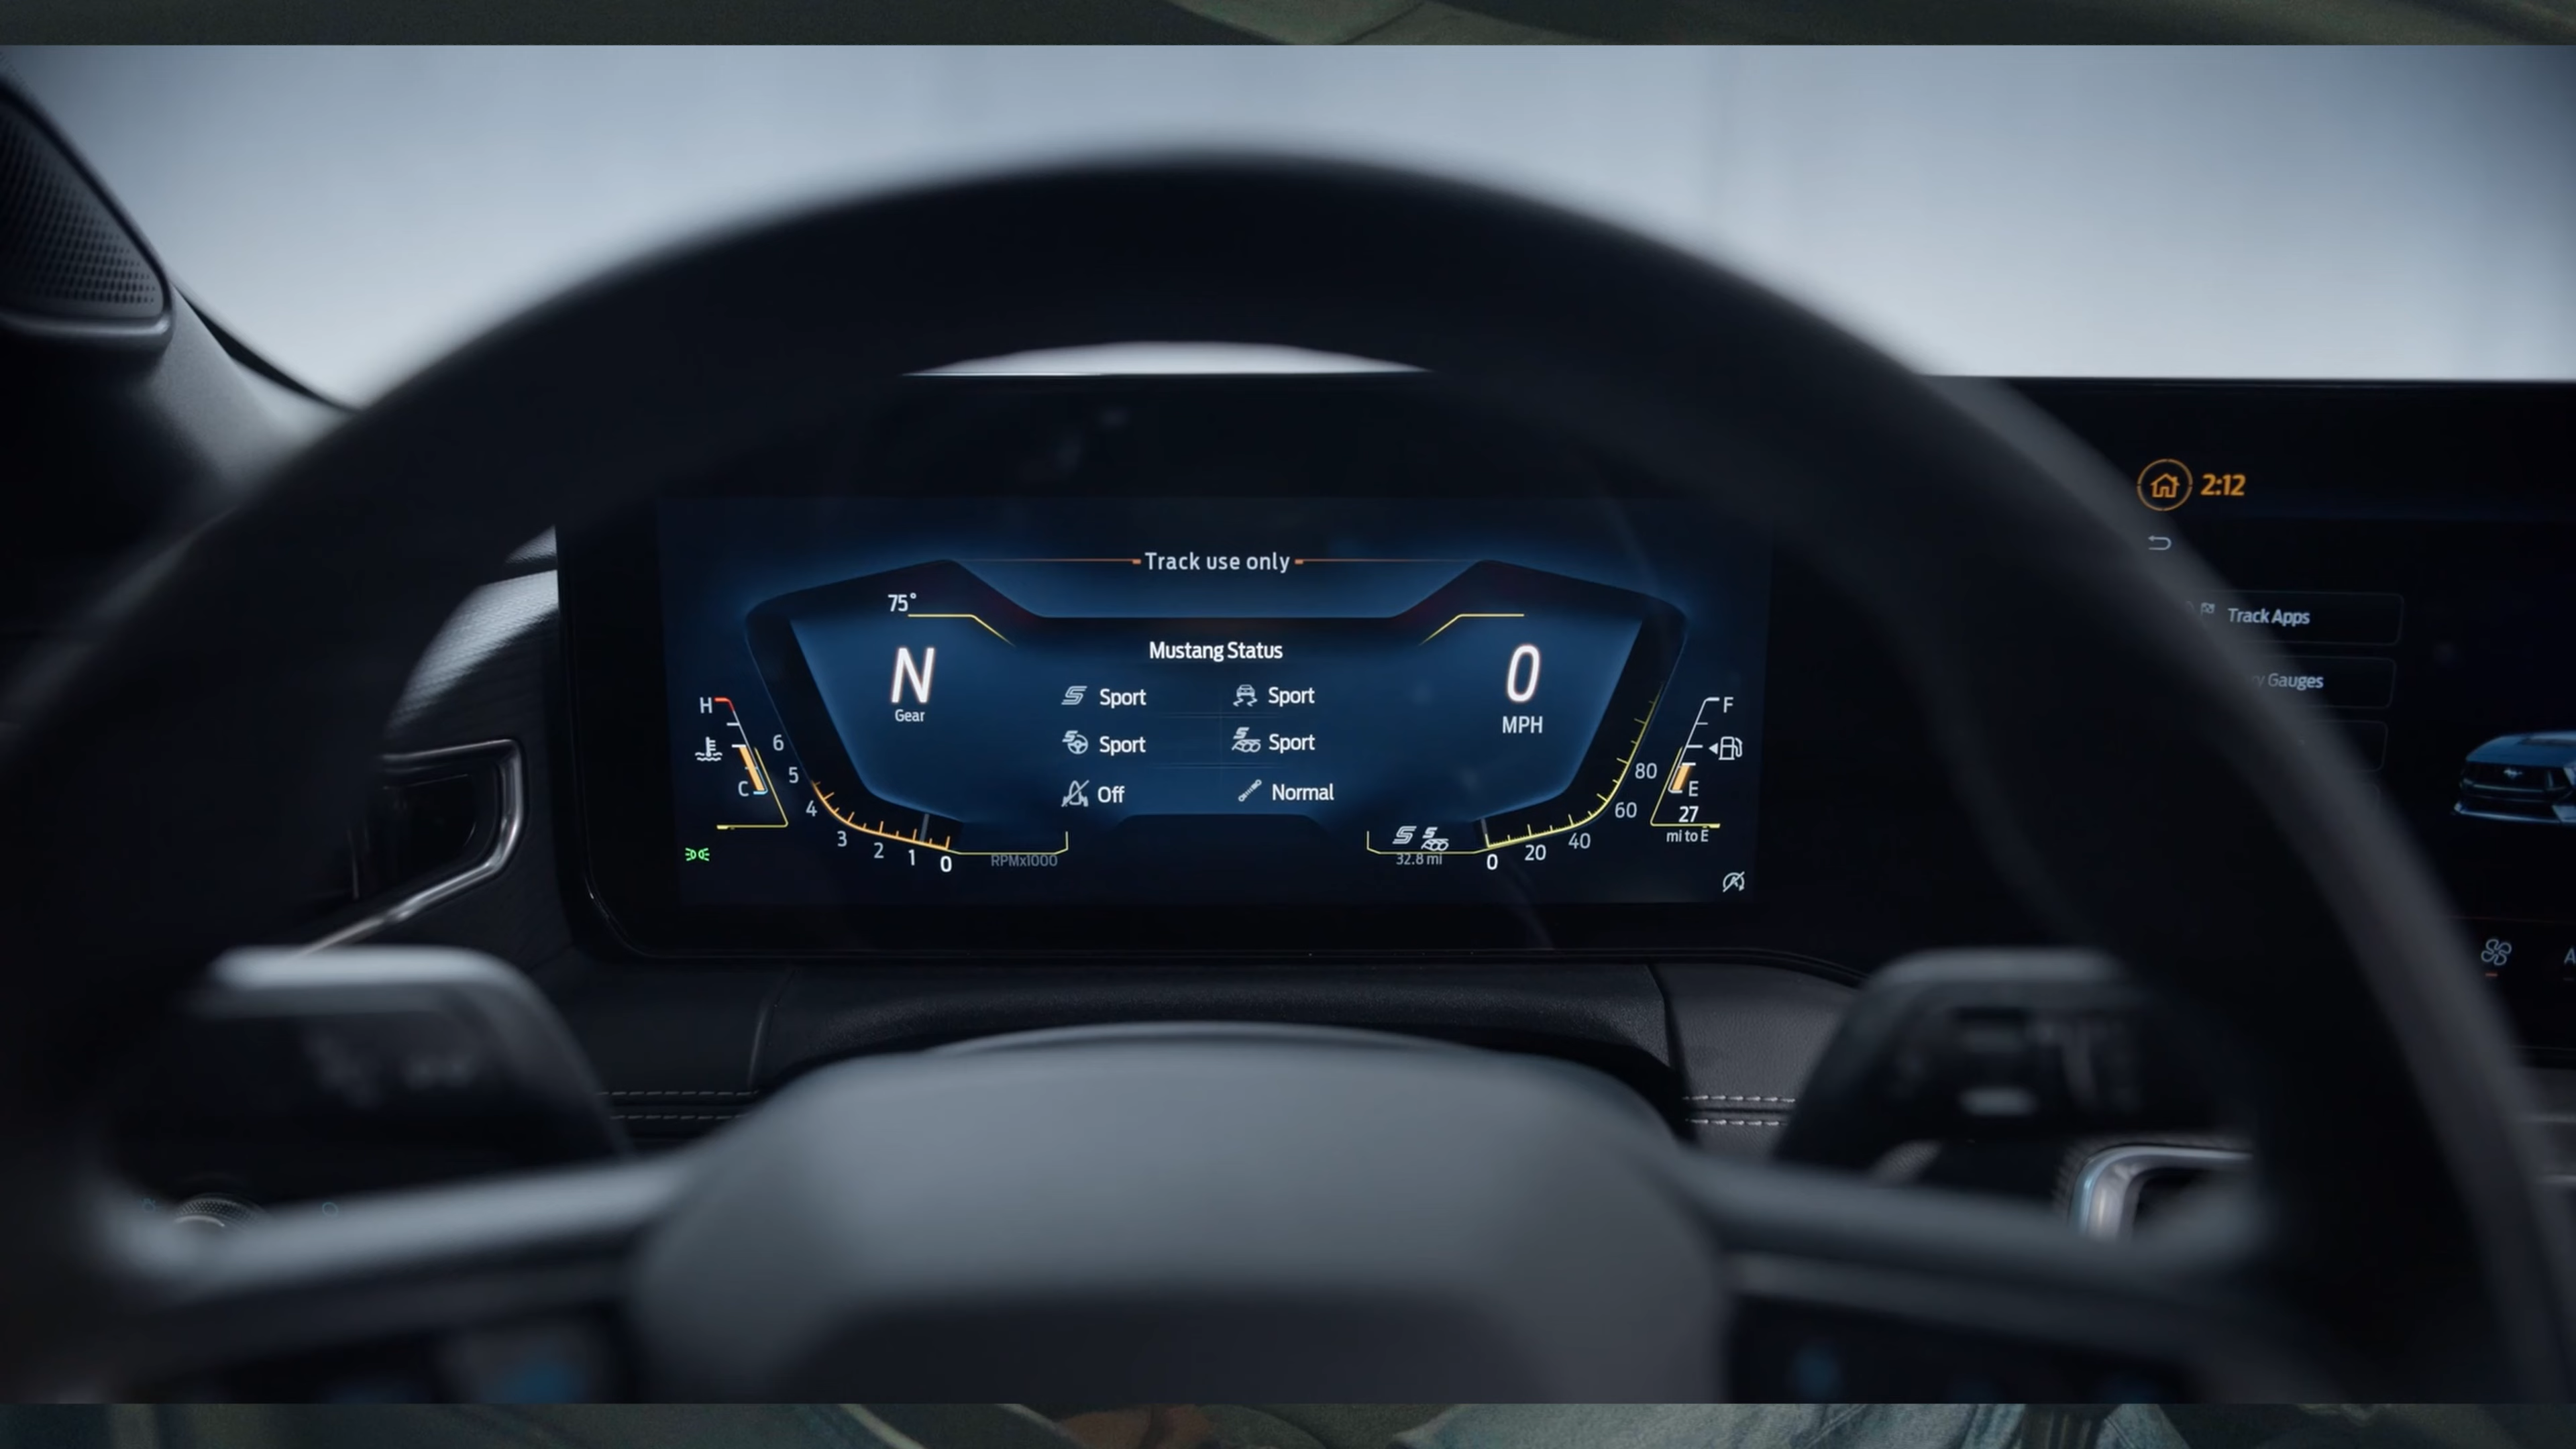 2:12
Track use only
75°
Track Apps
Mustang Status
N
Gear
0
MPH
Gauges
Sport
Sport
H
F
Sport
Sport
6
5
80
C
E
Off
Normal
4
60
27
mi to E
3
2
1
0
RPMx1000
32.8 mi
0
20
40